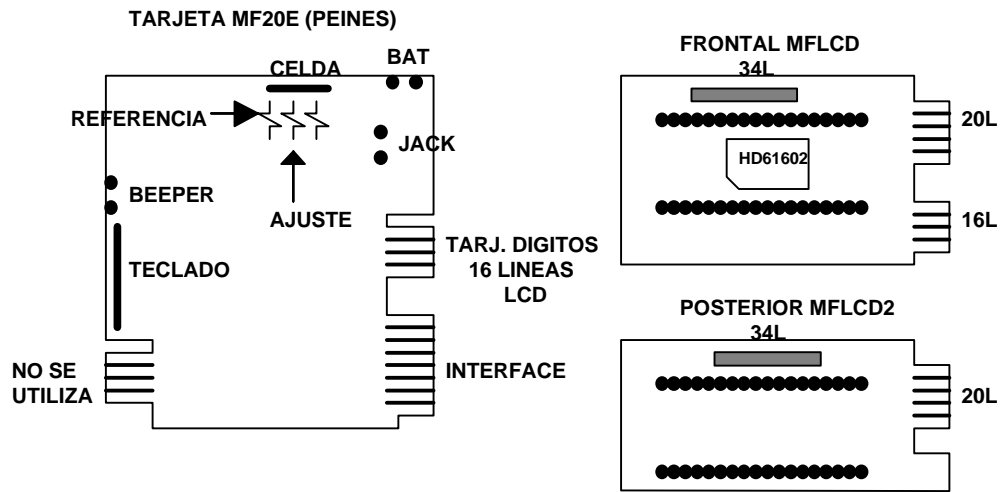 TARJETA MF20E (PEINES)
CELDA
BAT
REFERENCIA
JACK
BEEPER
AJUSTE
TECLADO
TARJ. DIGITOS
16 LINEAS
LCD
NO SE
UTILIZA
INTERFACE
FRONTAL MFLCD
34L
20L
HD61602
16L
POSTERIOR MFLCD2
34L
20L